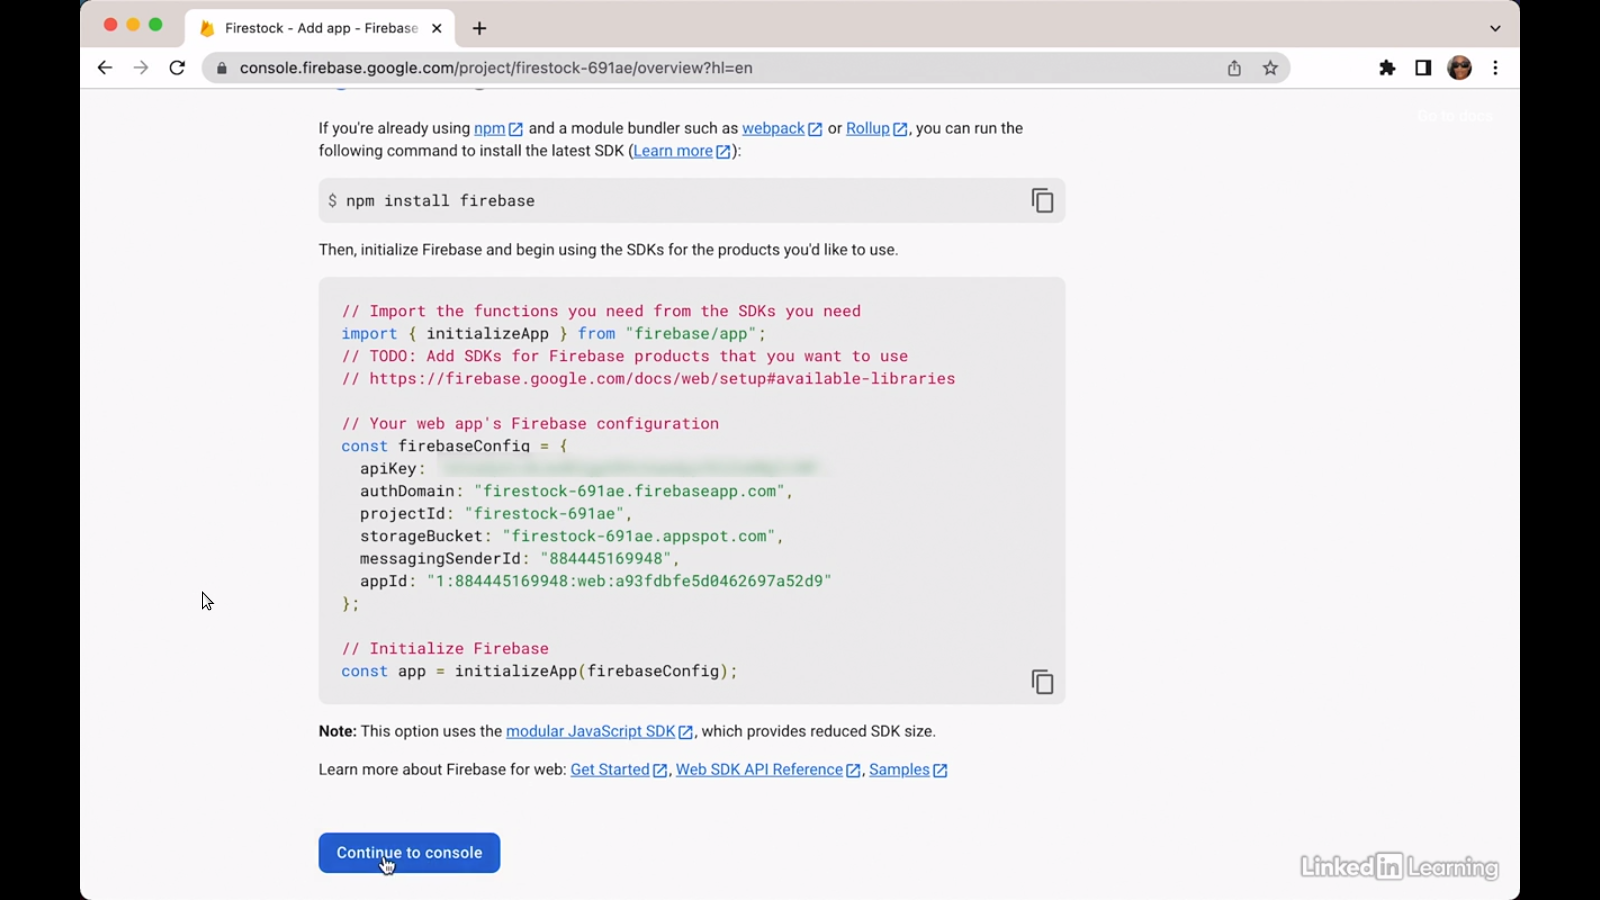 Firestock - Add app - Firebase
console.firebase.google.com/project/firestock-691ae/overview?hl=en
Go to docs
If you're already using npm and a module bundler such as webpack or Rollup, you can run the
following command to install the latest SDK (Learn more):
$ npm install firebase
Then, initialize Firebase and begin using the SDKs for the products you'd like to use.
// Import the functions you need from the SDKs you need
import { initializeApp } from "firebase/app";
// TODO: Add SDKs for Firebase products that you want to use
// https://firebase.google.com/docs/web/setup#available-libraries
// Your web app's Firebase configuration
const firebaseConfig = {
apiKey:
authDomain: "firestock-691ae.firebaseapp.com",
projectId: "firestock-691ae",
storageBucket: "firestock-691ae.appspot.com",
messagingSenderId: "884445169948",
appId: "1:884445169948:web:a93fdbfe5d0462697a52d9"
};
// Initialize Firebase
const app = initializeApp(firebaseConfig);
Note: This option uses the modular JavaScript SDK, which provides reduced SDK size.
Learn more about Firebase for web: Get Started, Web SDK API Reference, Samples
Continue to console
LinkedIn Learning